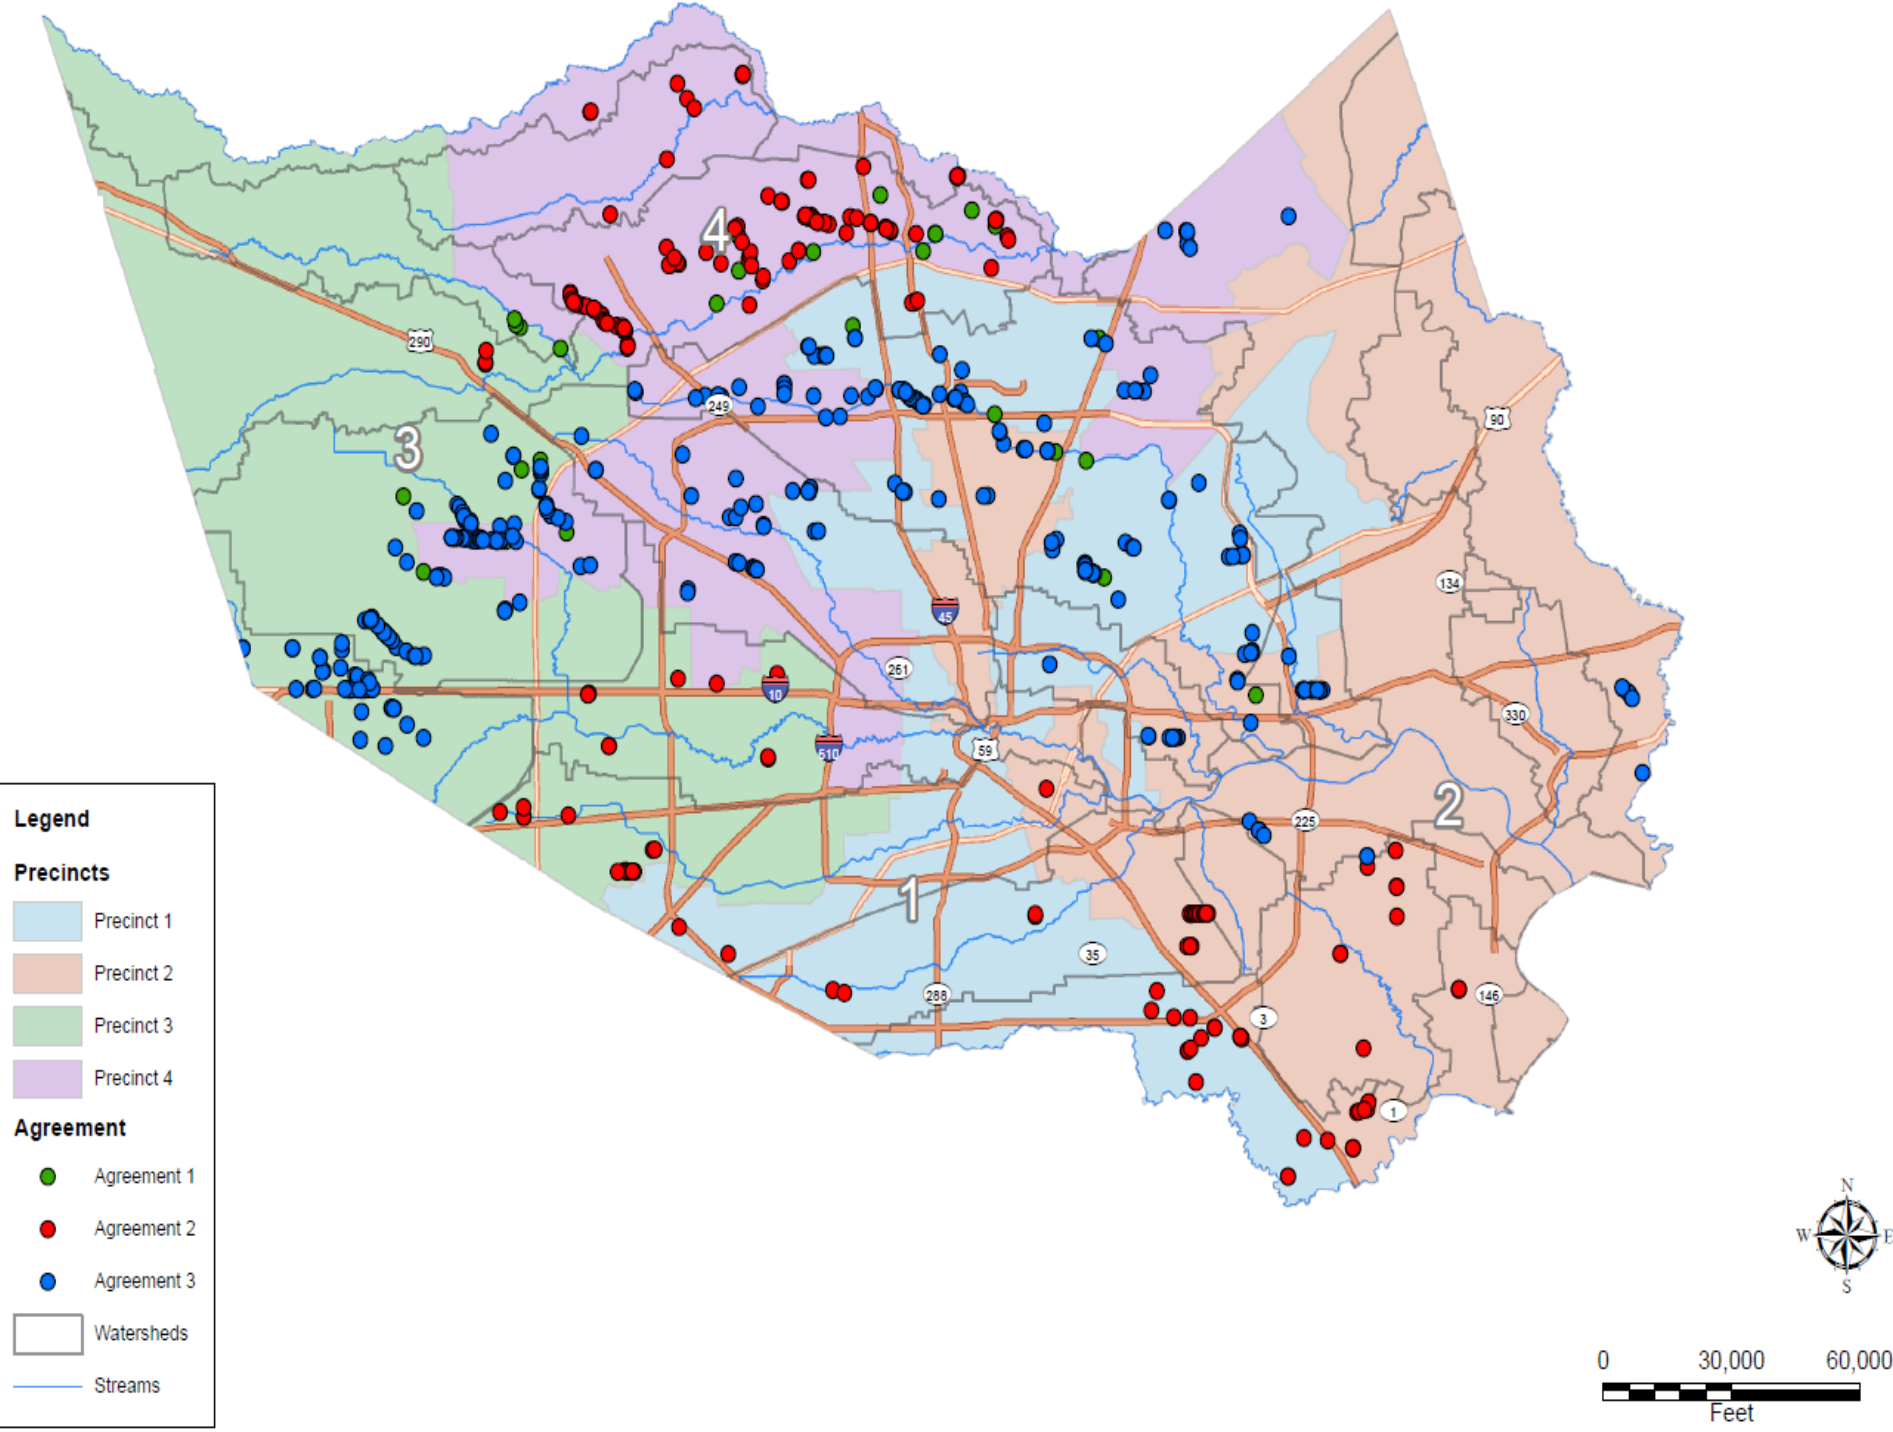 4
290
249
3
90
134
45
261
10
330
610
59
2
225
1
35
288
146
3
1
Legend
Precincts
Precinct 1
Precinct 2
Precinct 3
Precinct 4
Agreement
Agreement 1
Agreement 2
Agreement 3
Watersheds
Streams
N
W E
S
0 30,000 60,000
Feet